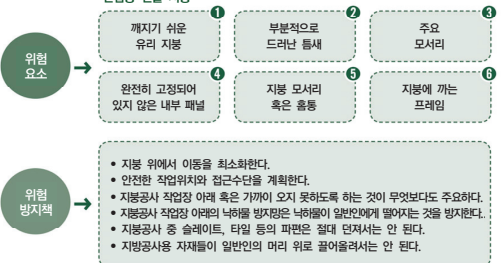 위험
요소
1
깨지기 쉬운
유리 지붕
2
부분적으로
드러난 틈새
3
주요
모서리
4
완전히 고정되어
있지 않은 내부 패널
5
지붕 모서리
혹은 홈통
6
지붕에 까는
프레임
위험
방지책
• 지붕 위에서 이동을 최소화한다.
• 안전한 작업위치와 접근수단을 계획한다.
• 지붕공사 작업장 아래 혹은 가까이 오지 못하도록 하는 것이 무엇보다도 주요하다.
• 지붕공사 작업장 아래의 낙하물 방지망은 낙하물이 일반인에게 떨어지는 것을 방지한다..
• 지붕공사 중 슬레이트, 타일 등의 파편은 절대 던져서는 안 된다.
• 지방공사용 자재들이 일반인의 머리 위로 끌어올려서는 안 된다.